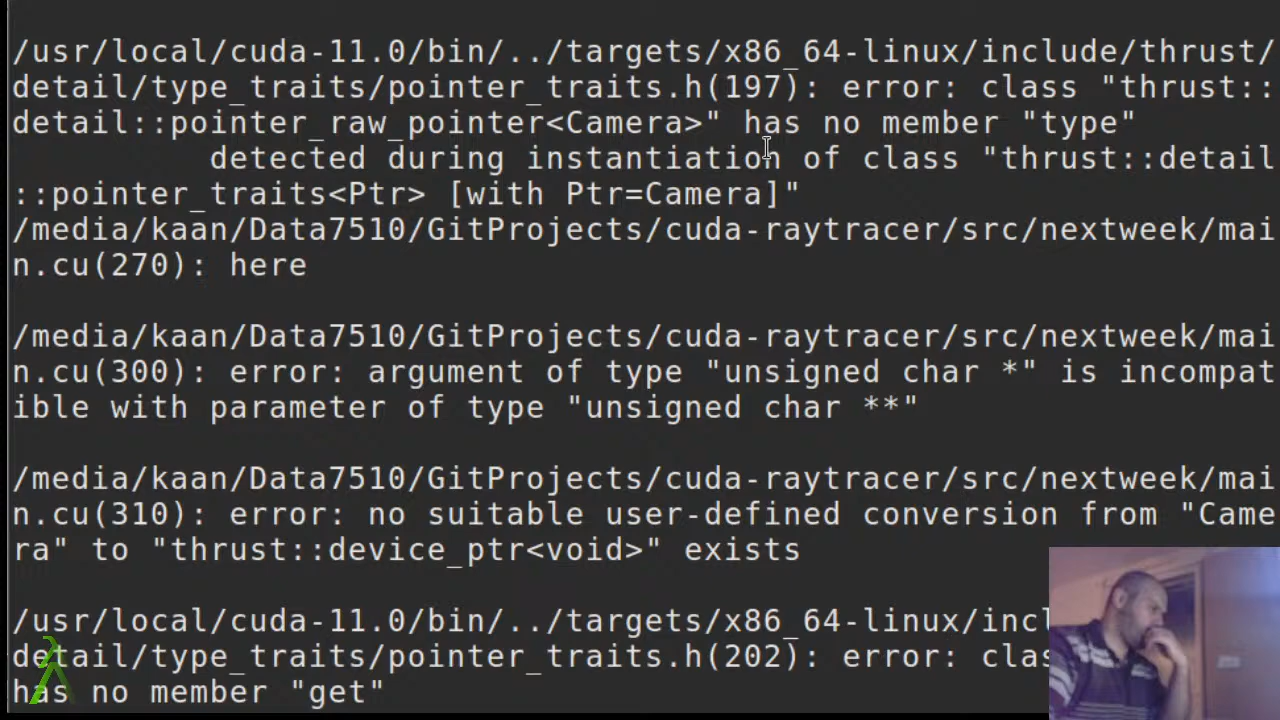 /usr/local/cuda-11.0/bin/../targets/x86_64-linux/include/thrust/
detail/type_traits/pointer_traits.h(197): error: class "thrust::
detail::pointer_raw_pointer<Camera>" has no member "type"
detected during instantiation of class "thrust::detail
::pointer_traits<Ptr> [with Ptr=Camera]"
/media/kaan/Data7510/GitProjects/cuda-raytracer/src/nextweek/mai
n.cu(270): here
/media/kaan/Data7510/GitProjects/cuda-raytracer/src/nextweek/mai
n.cu(300): error: argument of type "unsigned char *" is incompat
ible with parameter of type "unsigned char **"
/media/kaan/Data7510/GitProjects/cuda-raytracer/src/nextweek/mai
n.cu(310): error: no suitable user-defined conversion from "Came
ra" to "thrust::device_ptr<void>" exists
/usr/local/cuda-11.0/bin/../targets/x86_64-linux/incl
detail/type_traits/pointer_traits.h(202): error: clas
has no member "get"